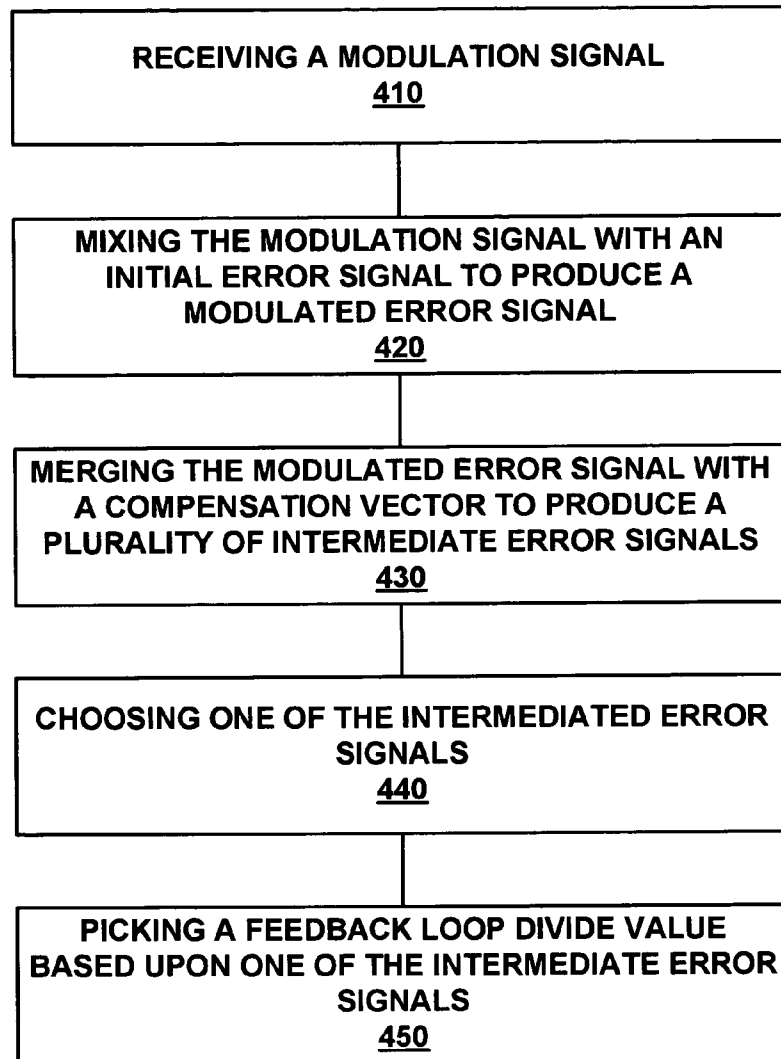 RECEIVING A MODULATION SIGNAL
410
MIXING THE MODULATION SIGNAL WITH AN
INITIAL ERROR SIGNAL TO PRODUCE A
MODULATED ERROR SIGNAL
420
MERGING THE MODULATED ERROR SIGNAL WITH
A COMPENSATION VECTOR TO PRODUCE A
PLURALITY OF INTERMEDIATE ERROR SIGNALS
430
CHOOSING ONE OF THE INTERMEDIATED ERROR
SIGNALS
440
PICKING A FEEDBACK LOOP DIVIDE VALUE
BASED UPON ONE OF THE INTERMEDIATE ERROR
SIGNALS
450